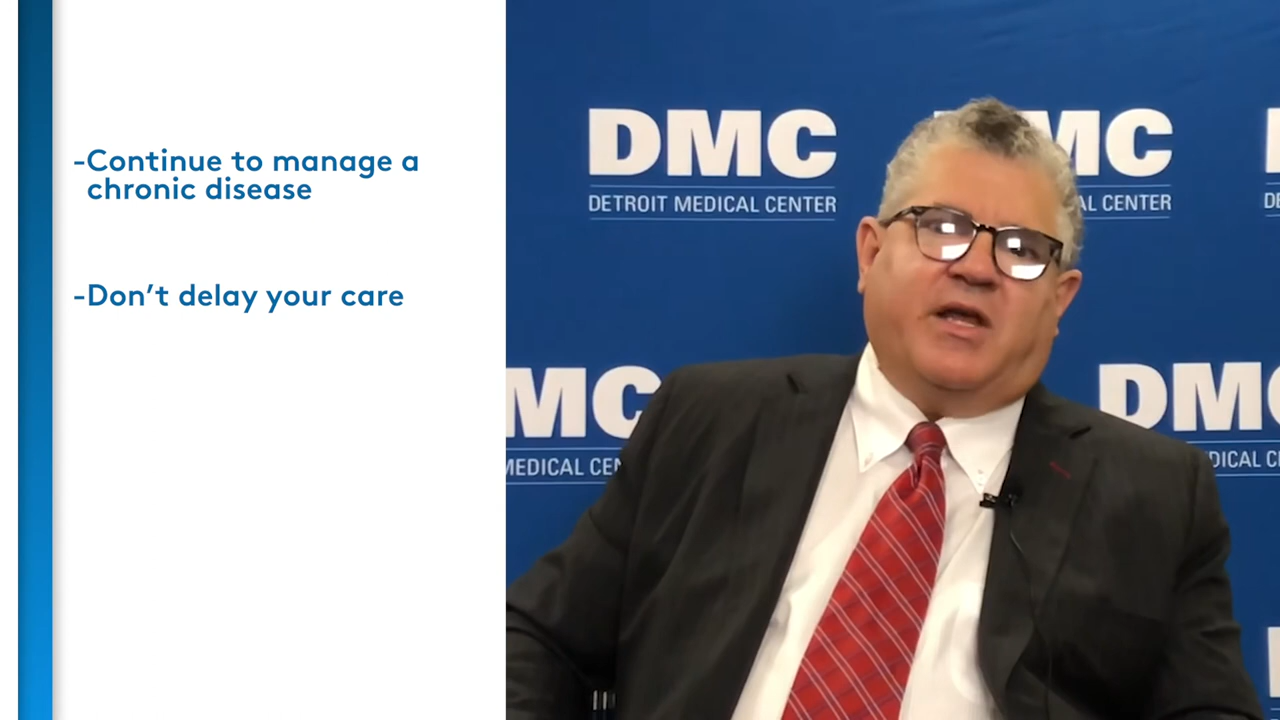 -Continue to manage a
chronic disease
-Don't delay your care
DMC
DETROIT MEDICAL CENTER
MC
AL CENTER
MC
MEDICAL CEN
DMC
DICAL C